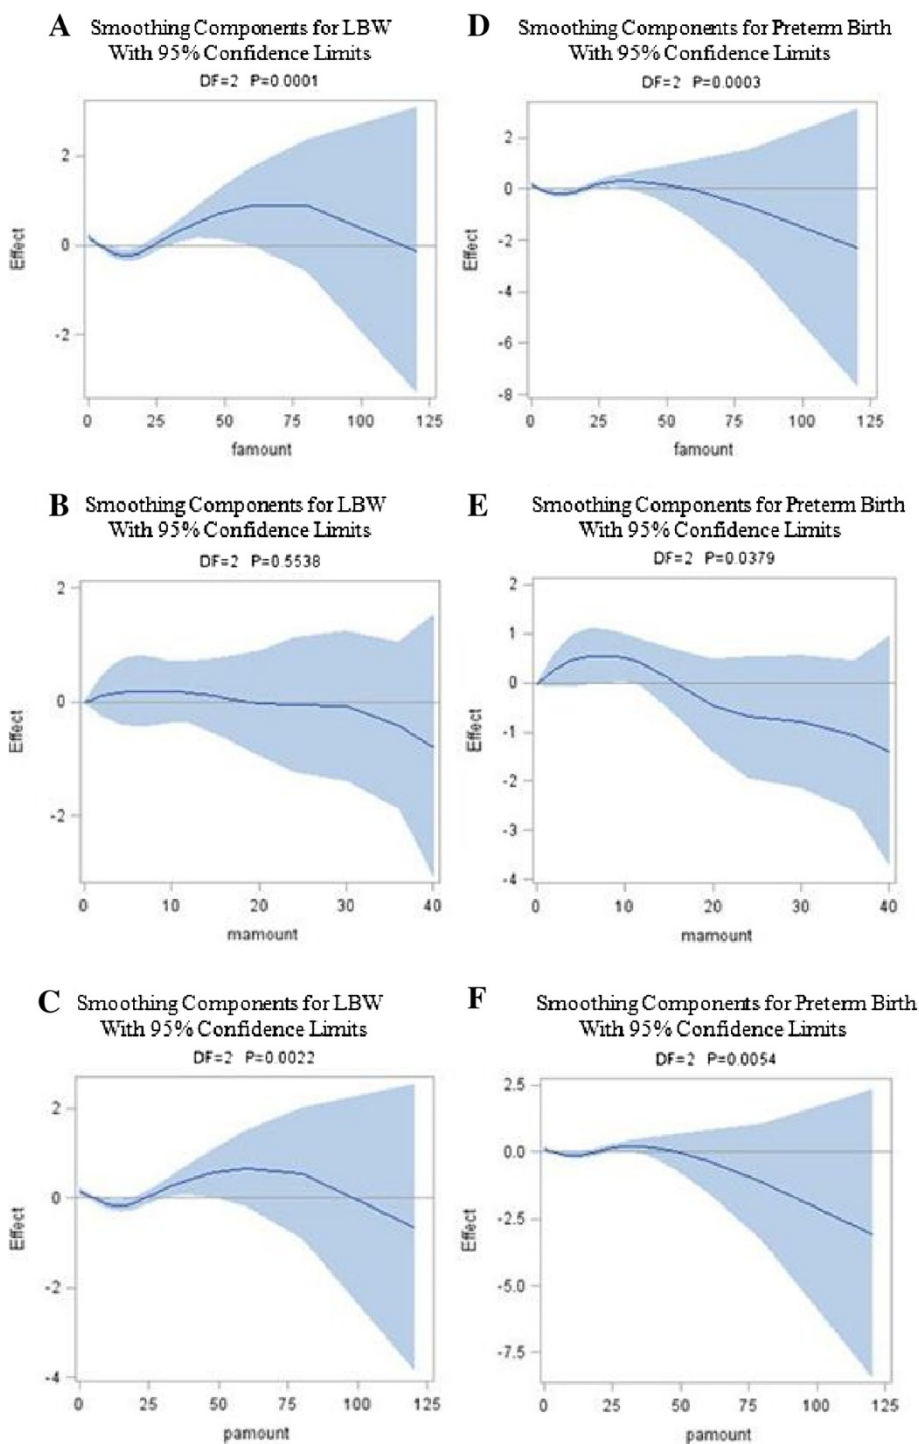 A Smoothing Components for LBW
With 95% Confidence Limits
DF=2 P=0.0001
2
0
-2
Effect
0 25 50 75 100 125
famount
D Smoothing Components for Preterm Birth
With 95% Confidence Limits
DF=2 P=0.0003
2
0
-2
-4
-6
-8
Effect
0 25 50 75 100 125
famount
B Smoothing Components for LBW
With 95% Confidence Limits
DF=2 P=0.5538
2
0
-2
Effect
0 10 20 30 40
mamount
E Smoothing Components for Preterm Birth
With 95% Confidence Limits
DF=2 P=0.0379
2
1
0
-1
-2
-3
-4
Effect
0 10 20 30 40
mamount
C Smoothing Components for LBW
With 95% Confidence Limits
DF=2 P=0.0022
2
0
-2
-4
Effect
0 25 50 75 100 125
pamount
F Smoothing Components for Preterm Birth
With 95% Confidence Limits
DF=2 P=0.0054
2.5
0.0
-2.5
-5.0
-7.5
Effect
0 25 50 75 100 125
pamount